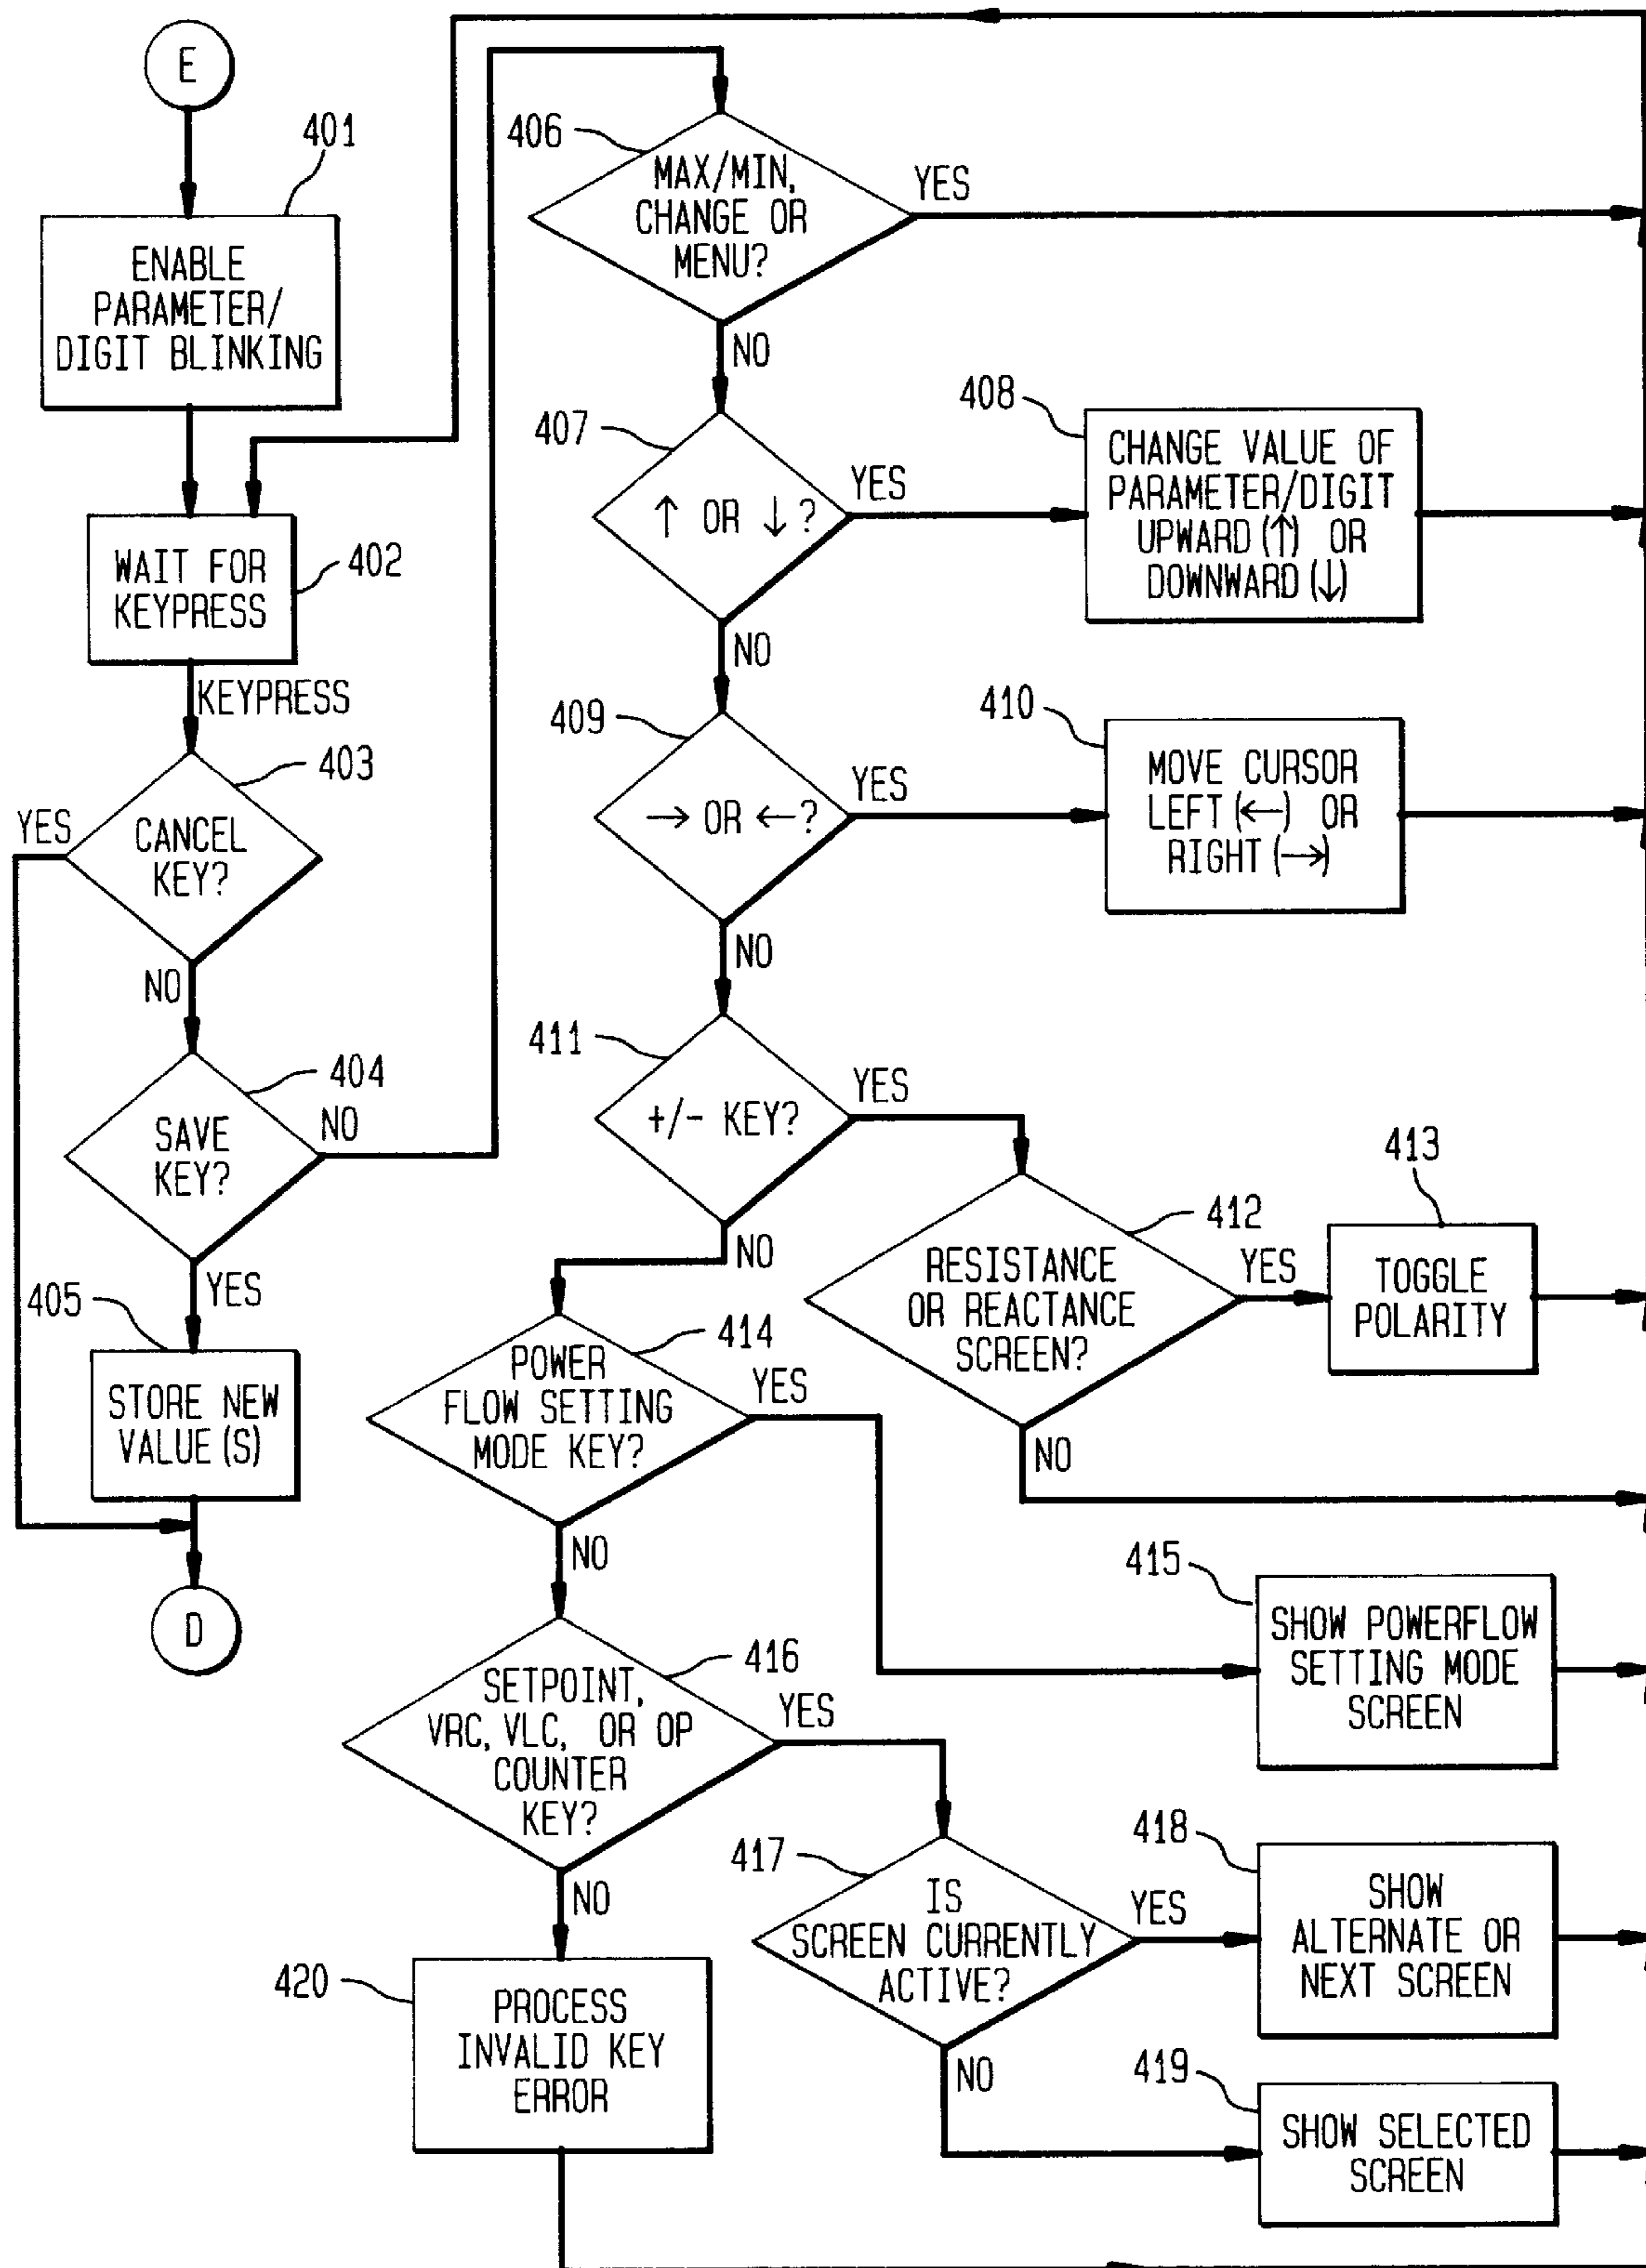 E
401
ENABLE
PARAMETER/
DIGIT BLINKING
WAIT FOR
KEYPRESS
402
KEYPRESS
403
CANCEL
KEY?
YES
NO
404
SAVE
KEY?
NO
YES
405
STORE NEW
VALUE(S)
D
406
MAX/MIN,
CHANGE OR
MENU?
YES
NO
407
↑ OR ↓?
YES
NO
408
CHANGE VALUE OF
PARAMETER/DIGIT
UPWARD (↑) OR
DOWNWARD (↓)
409
→ OR ←?
YES
NO
410
MOVE CURSOR
LEFT (←) OR
RIGHT (→)
411
+/- KEY?
YES
NO
412
RESISTANCE
OR REACTANCE
SCREEN?
YES
NO
413
TOGGLE
POLARITY
414
POWER
FLOW SETTING
MODE KEY?
YES
NO
415
SHOW POWERFLOW
SETTING MODE
SCREEN
416
SETPOINT,
VRC, VLC, OR OP
COUNTER
KEY?
YES
NO
417
IS
SCREEN CURRENTLY
ACTIVE?
YES
NO
418
SHOW
ALTERNATE OR
NEXT SCREEN
419
SHOW SELECTED
SCREEN
420
PROCESS
INVALID KEY
ERROR